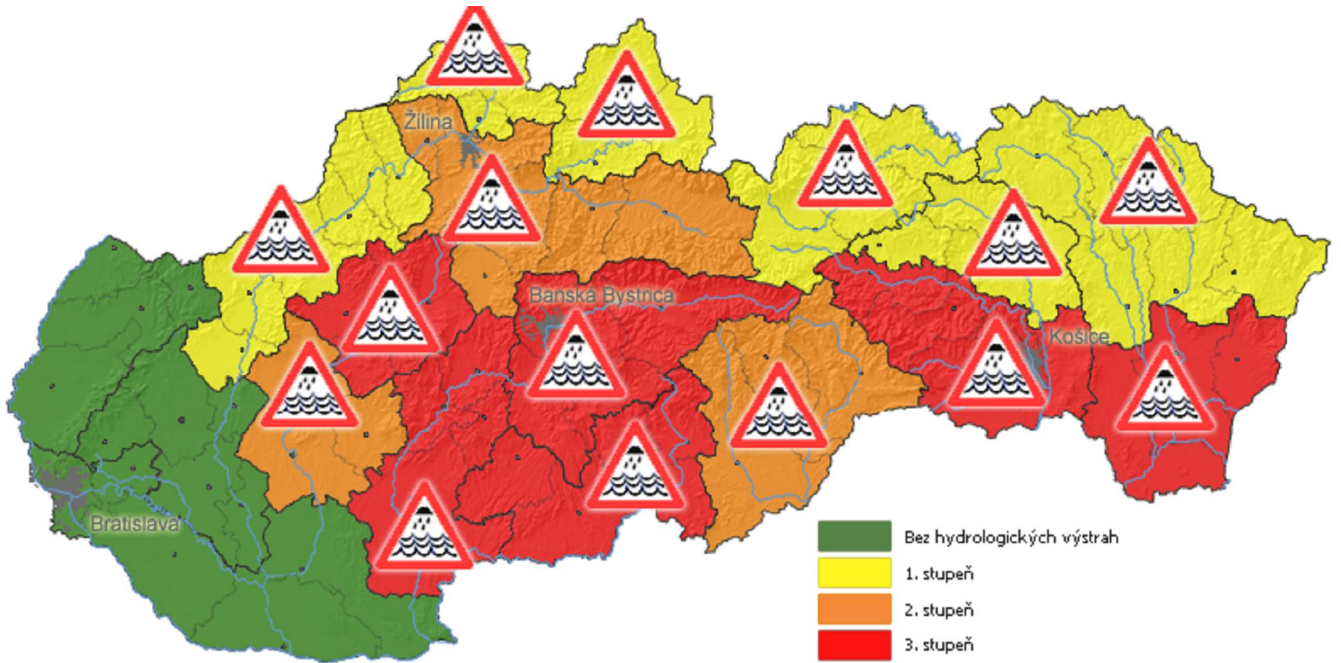 Žilina
Banská Bystrica
Košice
Bratislava
Bez hydrologických výstrah
1. stupeň
2. stupeň
3. stupeň